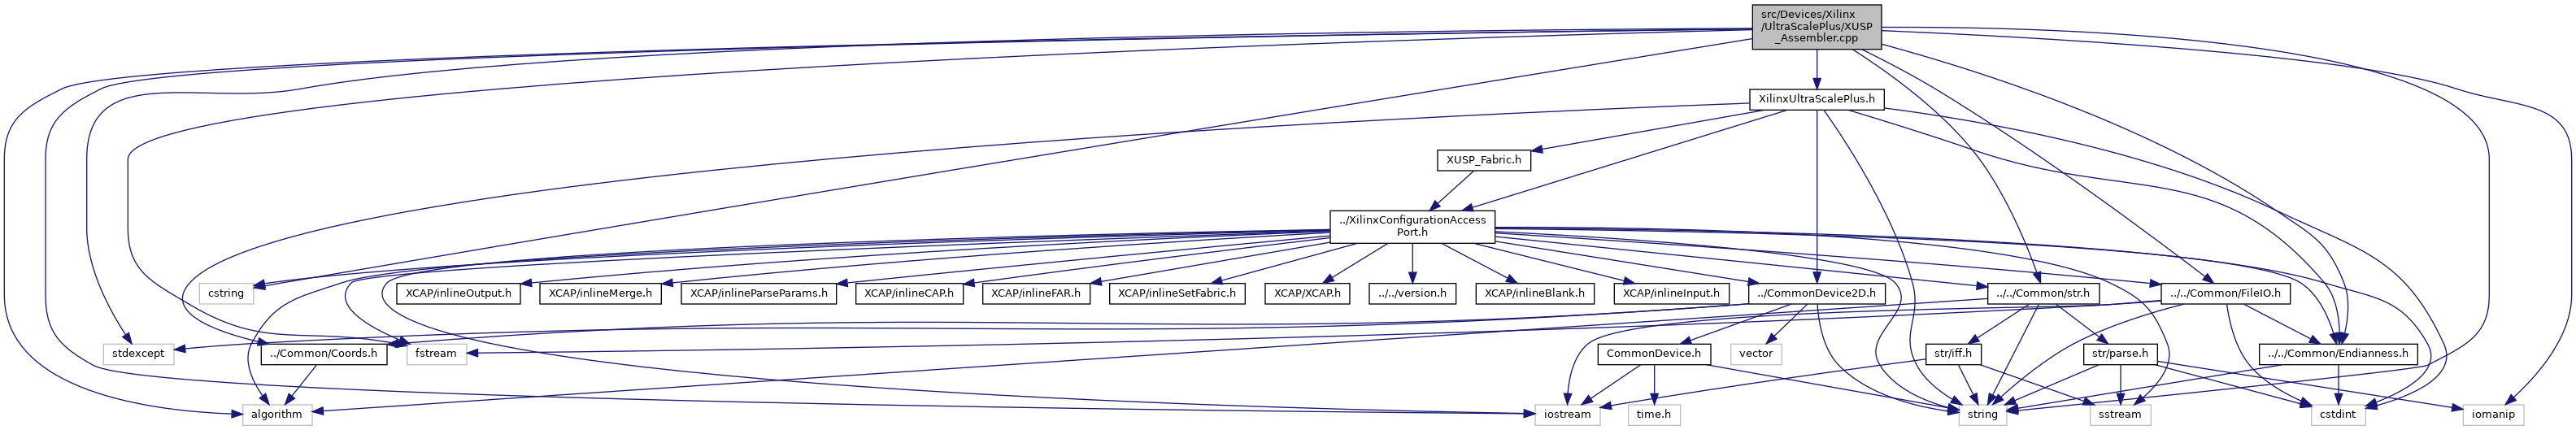 src/Devices/Xilinx
/UltraScalePlus/XUSP
_Assembler.cpp
XilinxUltraScalePlus.h
XUSP_Fabric.h
../XilinxConfigurationAccess
Port.h
cstring
XCAP/inlineOutput.h
XCAP/inlineMerge.h
XCAP/inlineParseParams.h
XCAP/inlineCAP.h
XCAP/inlineFAR.h
XCAP/inlineSetFabric.h
XCAP/XCAP.h
../../version.h
XCAP/inlineBlank.h
XCAP/inlineInput.h
../CommonDevice2D.h
../../Common/str.h
../../Common/FileIO.h
stdexcept
../Common/Coords.h
fstream
CommonDevice.h
vector
str/iff.h
str/parse.h
../../Common/Endianness.h
algorithm
iostream
time.h
string
sstream
cstdint
iomanip